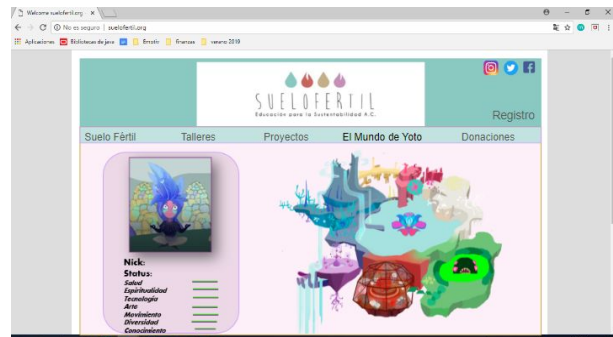 Welcome suelofertil.org
No es seguro | suelofertil.org
Aplicaciones Bibliotecas de java Emotiv finanzas verano 2019
SUELOFERTIL
Educación para la Sustentabilidad A.C.
Registro
Suelo Fértil Talleres Proyectos El Mundo de Yoto Donaciones
Nick:
Status:
Salud
Espiritualidad
Tecnología
Arte
Movimiento
Diversidad
Conocimiento